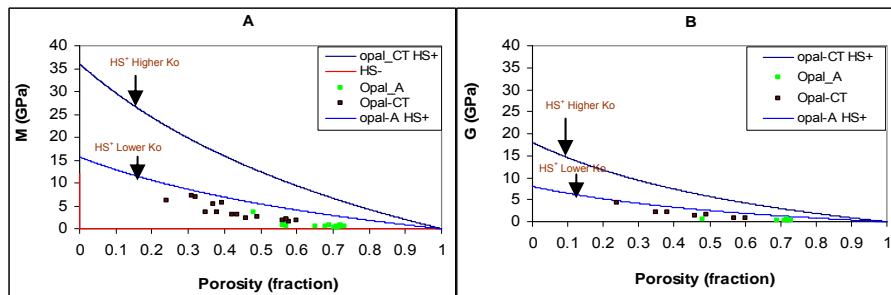 A
M (GPa)
40
35
30
25
20
15
10
5
0
HS+ Higher Ko
HS+ Lower Ko
opal_CT HS+
HS-
Opal_A
Opal-CT
opal-A HS+
0 0.1 0.2 0.3 0.4 0.5 0.6 0.7 0.8 0.9 1
Porosity (fraction)
B
G (GPa)
40
35
30
25
20
15
10
5
0
HS+ Higher Ko
HS+ Lower Ko
opal-CT HS+
Opal_A
Opal-CT
opal-A HS+
0 0.1 0.2 0.3 0.4 0.5 0.6 0.7 0.8 0.9 1
Porosity (fraction)